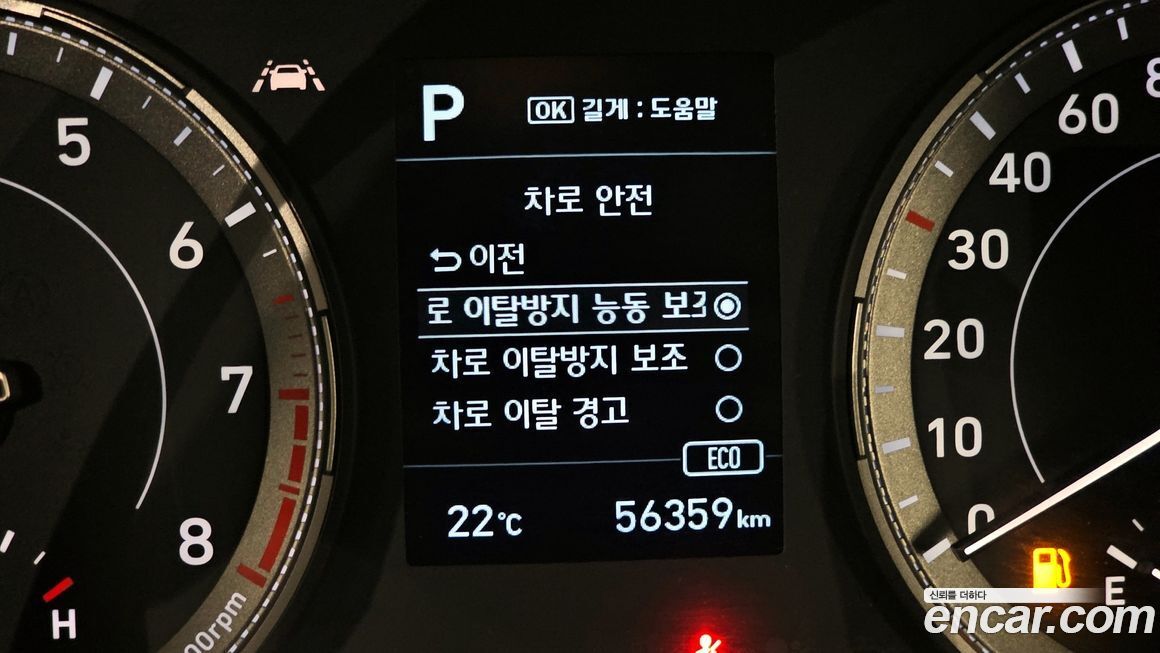 P
OK 길게 : 도움말
차로 안전
이전
로 이탈방지 능동 보조
차로 이탈방지 보조
차로 이탈 경고
ECO
22℃ 56359km
5
6
7
8
H
00rpm
8
60
40
30
20
10
0
E
신뢰를 더하다
encar.com